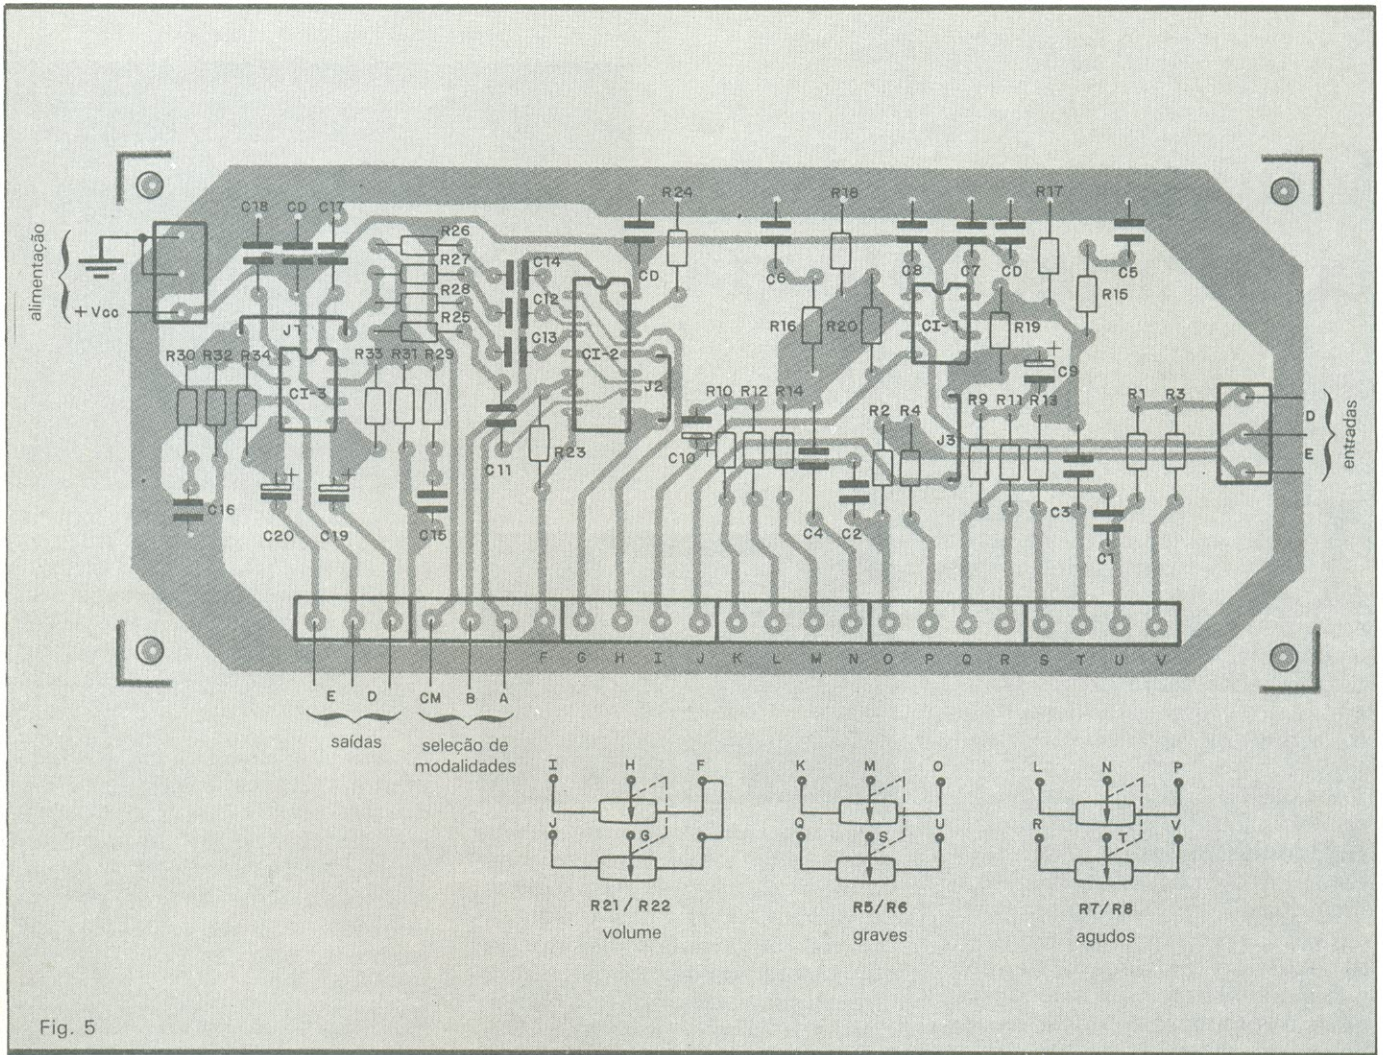 R24 R18 R17
C18 CD C17
R26
R27 C14
R28 C12
R25 C13
CD C6 C8 C7 CD C5
R15
alimentação
+Vcc
J1
R16 R20 CI-1 R19
C9
R30 R32 R34 R33 R31 R29
CI-3
CI-2
J2
R10 R12 R14
R2 R4
R9 R11 R13
R1 R3
J3
C11 R23
C10
D
E
entradas
C16
C20 C19 C15
C4 C2
C3 C1
F G H I J K L M N O P Q R S T U V
E D CM B A
saídas
seleção de
modalidades
I H F
J G
R21 / R22
volume
K M O
Q S U
R5/R6
graves
L N P
R T V
R7/R8
agudos
Fig. 5